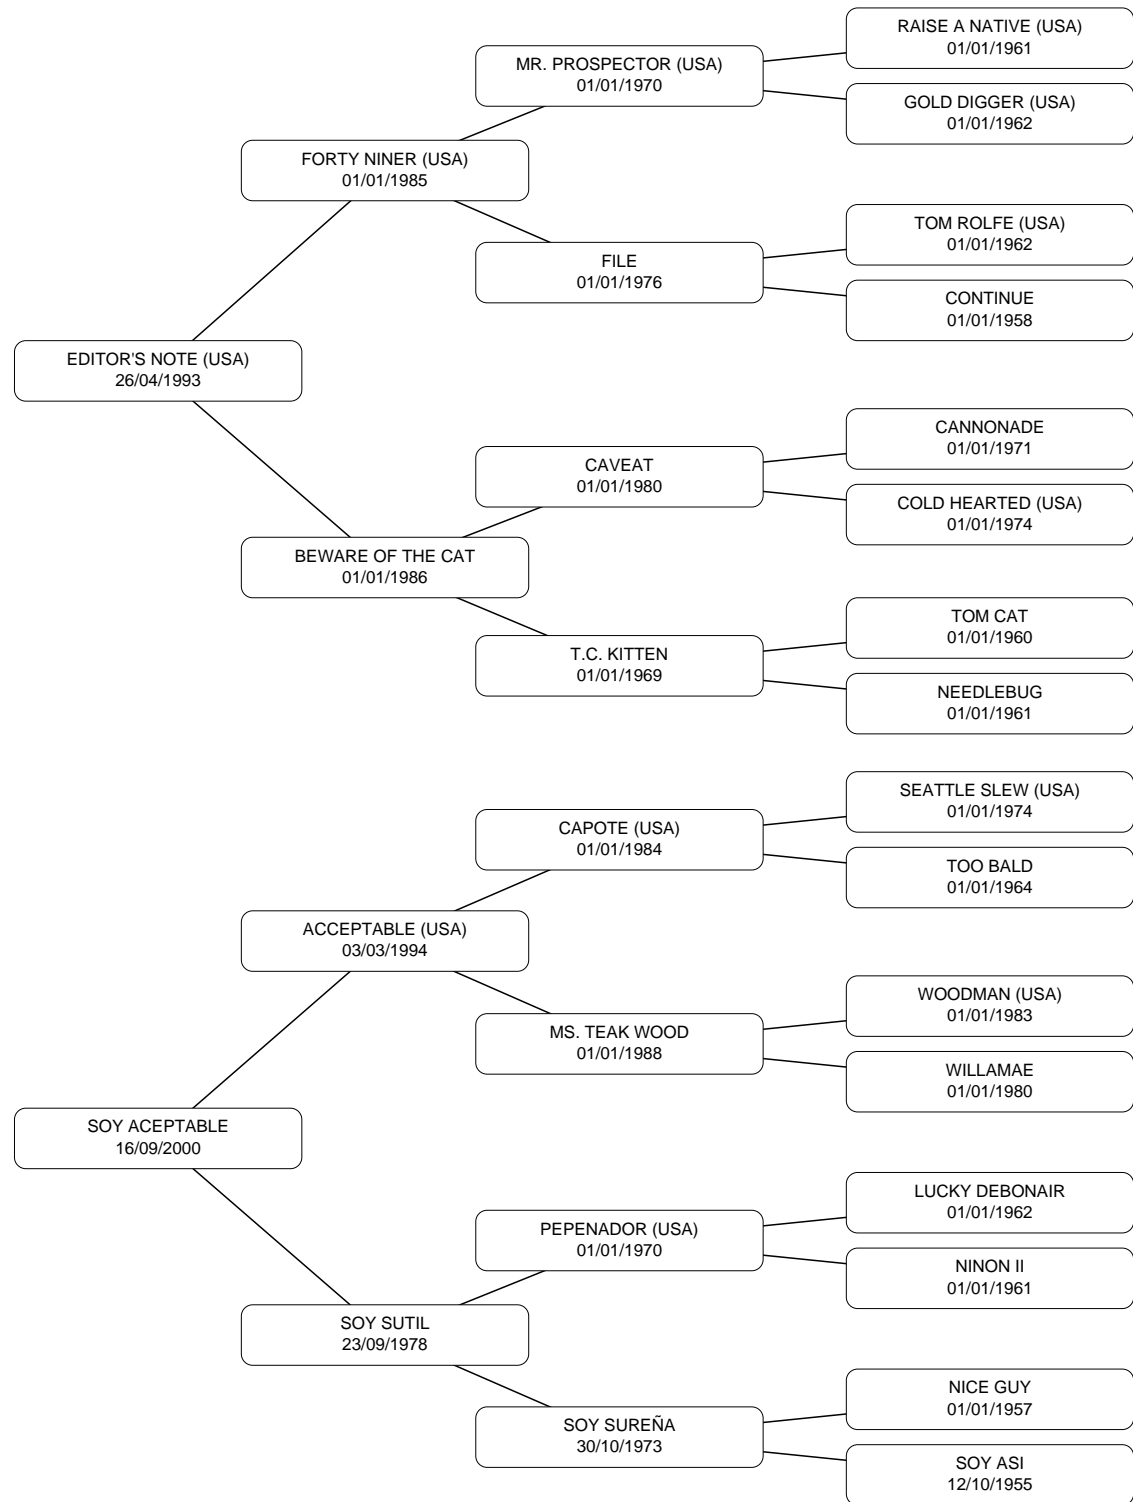 RAISE A NATIVE (USA)
01/01/1961
MR. PROSPECTOR (USA)
01/01/1970
GOLD DIGGER (USA)
01/01/1962
FORTY NINER (USA)
01/01/1985
TOM ROLFE (USA)
01/01/1962
FILE
01/01/1976
CONTINUE
01/01/1958
EDITOR'S NOTE (USA)
26/04/1993
CANNONADE
01/01/1971
CAVEAT
01/01/1980
COLD HEARTED (USA)
01/01/1974
BEWARE OF THE CAT
01/01/1986
TOM CAT
01/01/1960
T.C. KITTEN
01/01/1969
NEEDLEBUG
01/01/1961
SEATTLE SLEW (USA)
01/01/1974
CAPOTE (USA)
01/01/1984
TOO BALD
01/01/1964
ACCEPTABLE (USA)
03/03/1994
WOODMAN (USA)
01/01/1983
MS. TEAK WOOD
01/01/1988
WILLAMAE
01/01/1980
SOY ACEPTABLE
16/09/2000
LUCKY DEBONAIR
01/01/1962
PEPENADOR (USA)
01/01/1970
NINON II
01/01/1961
SOY SUTIL
23/09/1978
NICE GUY
01/01/1957
SOY SUREÑA
30/10/1973
SOY ASI
12/10/1955